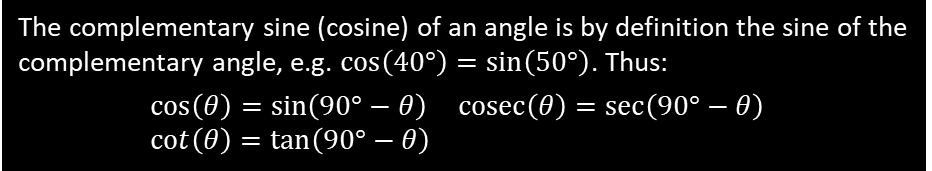 The complementary sine (cosine) of an angle is by definition the sine of the
complementary angle, e.g. cos(40°) = sin(50°). Thus:
cos(θ) = sin(90° − θ) cosec(θ) = sec(90° − θ)
cot(θ) = tan(90° − θ)